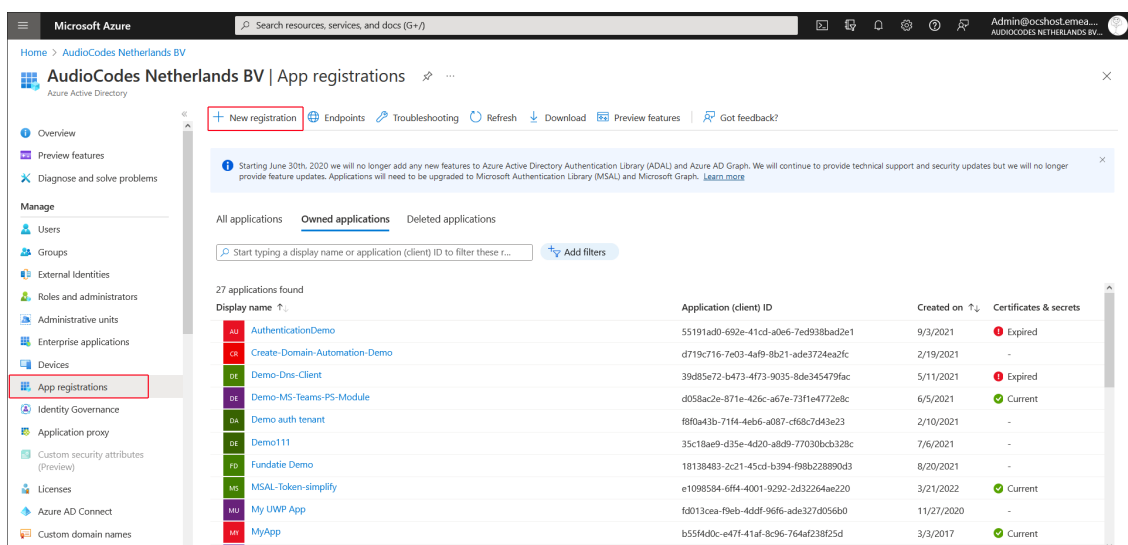 Microsoft Azure
Search resources, services, and docs (G+/)
Admin@ocshost.emea....
AUDIOCODES NETHERLANDS BV...
Home > AudioCodes Netherlands BV
AudioCodes Netherlands BV | App registrations
Azure Active Directory
New registration Endpoints Troubleshooting Refresh Download Preview features Got feedback?
Starting June 30th, 2020 we will no longer add any new features to Azure Active Directory Authentication Library (ADAL) and Azure AD Graph. We will continue to provide technical support and security updates but we will no longer
provide feature updates. Applications will need to be upgraded to Microsoft Authentication Library (MSAL) and Microsoft Graph. Learn more
Overview
Preview features
Diagnose and solve problems
Manage
Users
Groups
External Identities
Roles and administrators
Administrative units
Enterprise applications
Devices
App registrations
Identity Governance
Application proxy
Custom security attributes
(Preview)
Licenses
Azure AD Connect
Custom domain names
All applications Owned applications Deleted applications
Start typing a display name or application (client) ID to filter these r...
Add filters
27 applications found
Display name Application (client) ID Created on Certificates & secrets
AU AuthenticationDemo 55191ad0-692e-41cd-a0e6-7ed938bad2e1 9/3/2021 Expired
CR Create-Domain-Automation-Demo d719c716-7e03-4af9-8b21-ade3724ea2fc 2/19/2021 -
DE Demo-Dns-Client 39d85e72-b473-4f73-9035-8de345479fac 5/11/2021 Expired
DE Demo-MS-Teams-PS-Module d058ac2e-871e-426c-a67e-73f1e4772e8c 6/5/2021 Current
DA Demo auth tenant f8f0a43b-71f4-4eb6-a087-cf68c7d43e23 2/10/2021 -
DE Demo111 35c18ae9-d35e-4d20-a8d9-77030bcb328c 7/6/2021 -
FD Fundatie Demo 18138483-2c21-45cd-b394-f98b228890d3 8/20/2021 -
MS MSAL-Token-simplify e1098584-6ff4-4001-9292-2d32264ae220 3/21/2022 Current
MU My UWP App fd013cea-f9eb-4ddf-96f6-ade327d056b0 11/27/2020 -
MY MyApp b55f4d0c-e47f-41af-8c96-764af238f25d 3/3/2017 Current